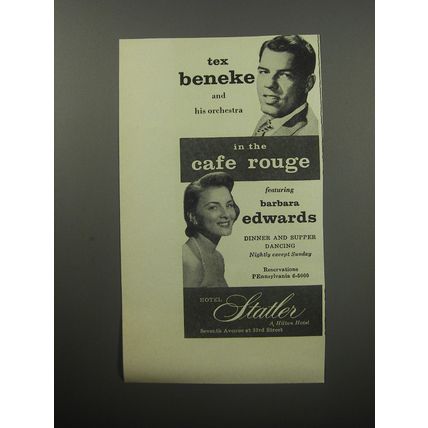 tex
beneke
and
his orchestra
in the
cafe rouge
featuring
barbara
edwards
DINNER AND SUPPER
DANCING
Nightly except Sunday
Reservations
PEnnsylvania 6-5000
HOTEL
Statler
A Hilton Hotel
Seventh Avenue at 33rd Street